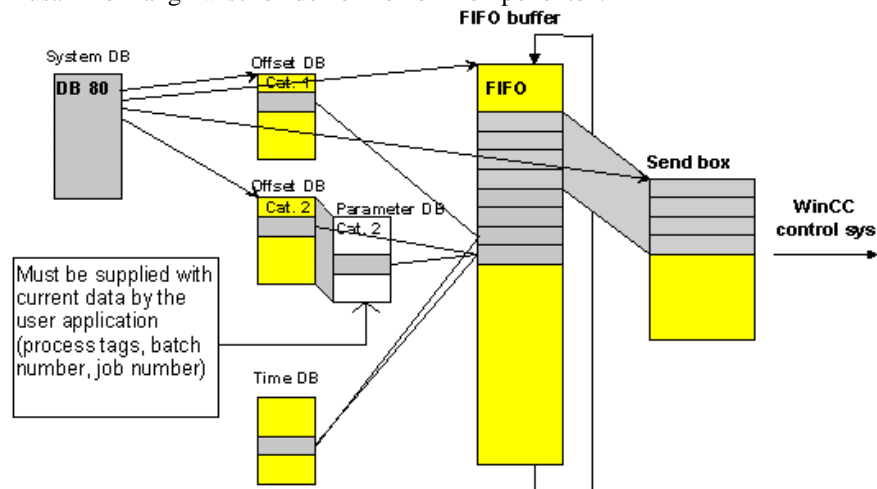 FIFO buffer
System DB
DB 80
Offset DB
Cat. 1
FIFO
Send box
Offset DB
Cat. 2
Parameter DB
Cat. 2
WinCC
control sys
Must be supplied with
current data by the
user application
(process tags, batch
number, job number)
Time DB